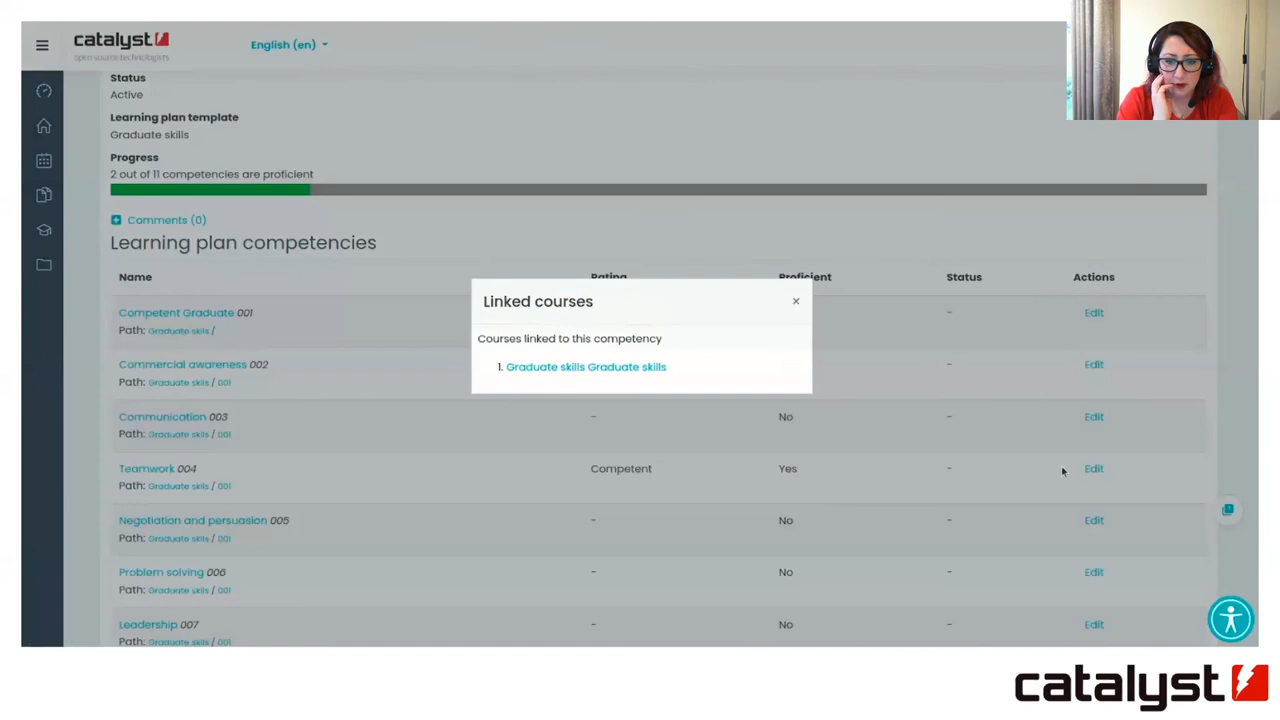 catalyst
open source technologists
English (en)
Status
Active
Learning plan template
Graduate skills
Progress
2 out of 11 competencies are proficient
Comments (0)
Learning plan competencies
Name Rating Proficient Status Actions
Competent Graduate 001 - Edit
Path: Graduate skills /
Commercial awareness 002 - Edit
Path: Graduate skills / 001
Linked courses ×
Courses linked to this competency
1. Graduate skills Graduate skills
Communication 003 - No - Edit
Path: Graduate skills / 001
Teamwork 004 Competent Yes - Edit
Path: Graduate skills / 001
Negotiation and persuasion 005 - No - Edit
Path: Graduate skills / 001
Problem solving 006 - No - Edit
Path: Graduate skills / 001
Leadership 007 - No - Edit
Path: Graduate skills / 001
catalyst